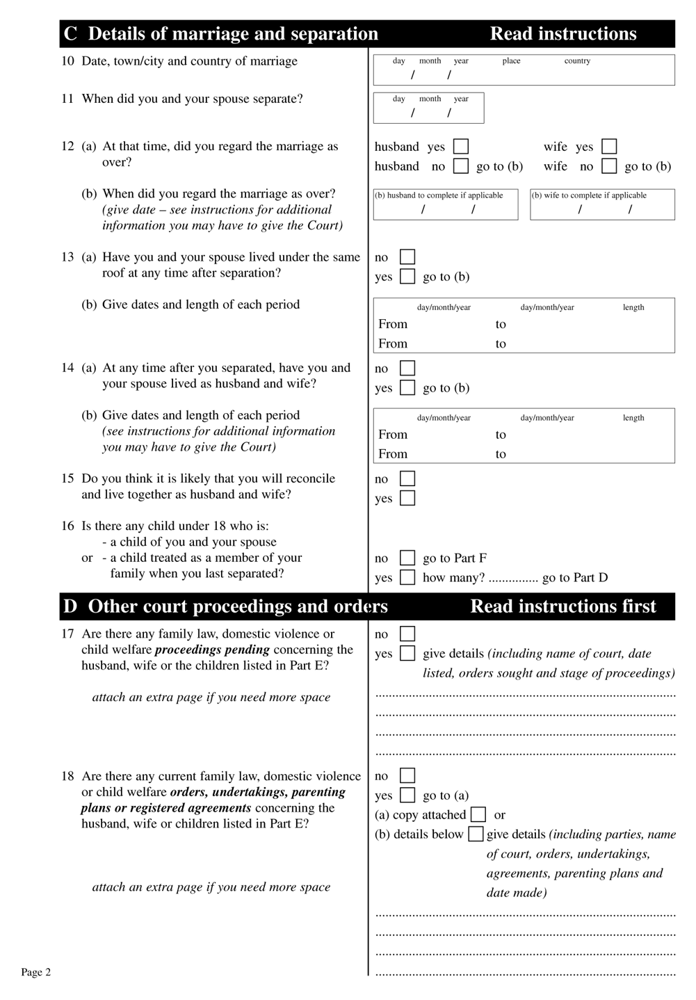 C Details of marriage and separation Read instructions
10 Date, town/city and country of marriage
day month year place country
/ /
11 When did you and your spouse separate?
day month year
/ /
12 (a) At that time, did you regard the marriage as
over?
husband yes wife yes
husband no go to (b) wife no go to (b)
(b) When did you regard the marriage as over?
(give date – see instructions for additional
information you may have to give the Court)
(b) husband to complete if applicable
/ /
(b) wife to complete if applicable
/ /
13 (a) Have you and your spouse lived under the same
roof at any time after separation?
no
yes go to (b)
(b) Give dates and length of each period
day/month/year day/month/year length
From to
From to
14 (a) At any time after you separated, have you and
your spouse lived as husband and wife?
no
yes go to (b)
(b) Give dates and length of each period
(see instructions for additional information
you may have to give the Court)
day/month/year day/month/year length
From to
From to
15 Do you think it is likely that you will reconcile
and live together as husband and wife?
no
yes
16 Is there any child under 18 who is:
- a child of you and your spouse
or - a child treated as a member of your
family when you last separated?
no go to Part F
yes how many? ............... go to Part D
D Other court proceedings and orders Read instructions first
17 Are there any family law, domestic violence or
child welfare proceedings pending concerning the
husband, wife or the children listed in Part E?
attach an extra page if you need more space
no
yes give details (including name of court, date
listed, orders sought and stage of proceedings)
..........................................................................................
..........................................................................................
..........................................................................................
..........................................................................................
18 Are there any current family law, domestic violence
or child welfare orders, undertakings, parenting
plans or registered agreements concerning the
husband, wife or children listed in Part E?
attach an extra page if you need more space
no
yes go to (a)
(a) copy attached or
(b) details below give details (including parties, name
of court, orders, undertakings,
agreements, parenting plans and
date made)
..........................................................................................
..........................................................................................
..........................................................................................
..........................................................................................
Page 2